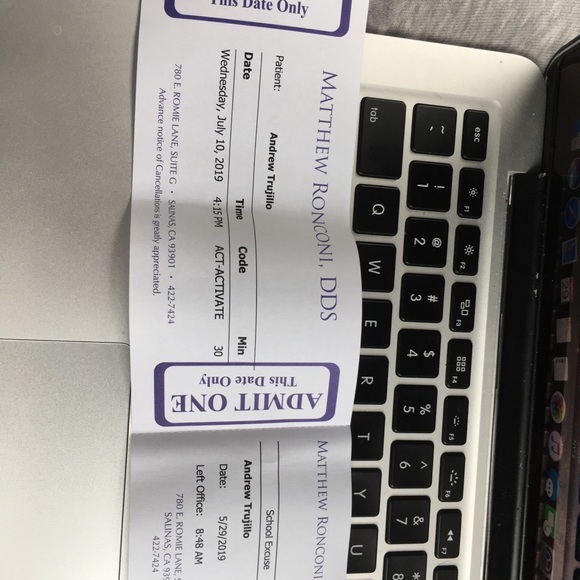 This Date Only
MATTHEW RONCONI, DDS
Patient: Andrew Trujillo
Date Time Code Min
Wednesday, July 10, 2019 4:15 PM ACT-ACTIVATE 30
780 E. ROMIE LANE, SUITE G • SALINAS, CA 93901 • 422-7424
Advance notice of Cancellation is greatly appreciated.
ADMIT ONE
This Date Only
MATTHEW RONCONI
School Excuse
Andrew Trujillo
Date: 5/29/2019
Left Office: 8:48 AM
780 E. ROMIE LANE,
SALINAS, CA
422-7424
esc F1 F2 F3 F4 F5 F6 F7
~ ! 1 @ 2 # 3 $ 4 % 5 ^ 6 & 7 * 8
tab Q W E R T Y U